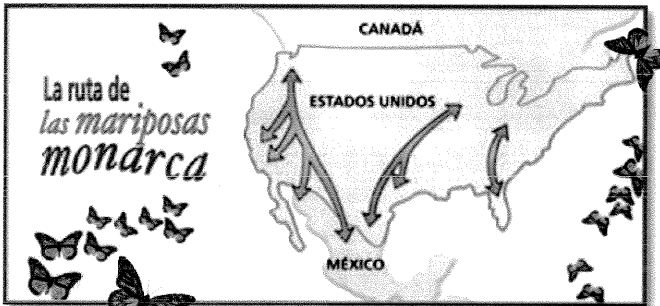 La ruta de
las mariposas
monarca
CANADÁ
ESTADOS UNIDOS
MÉXICO